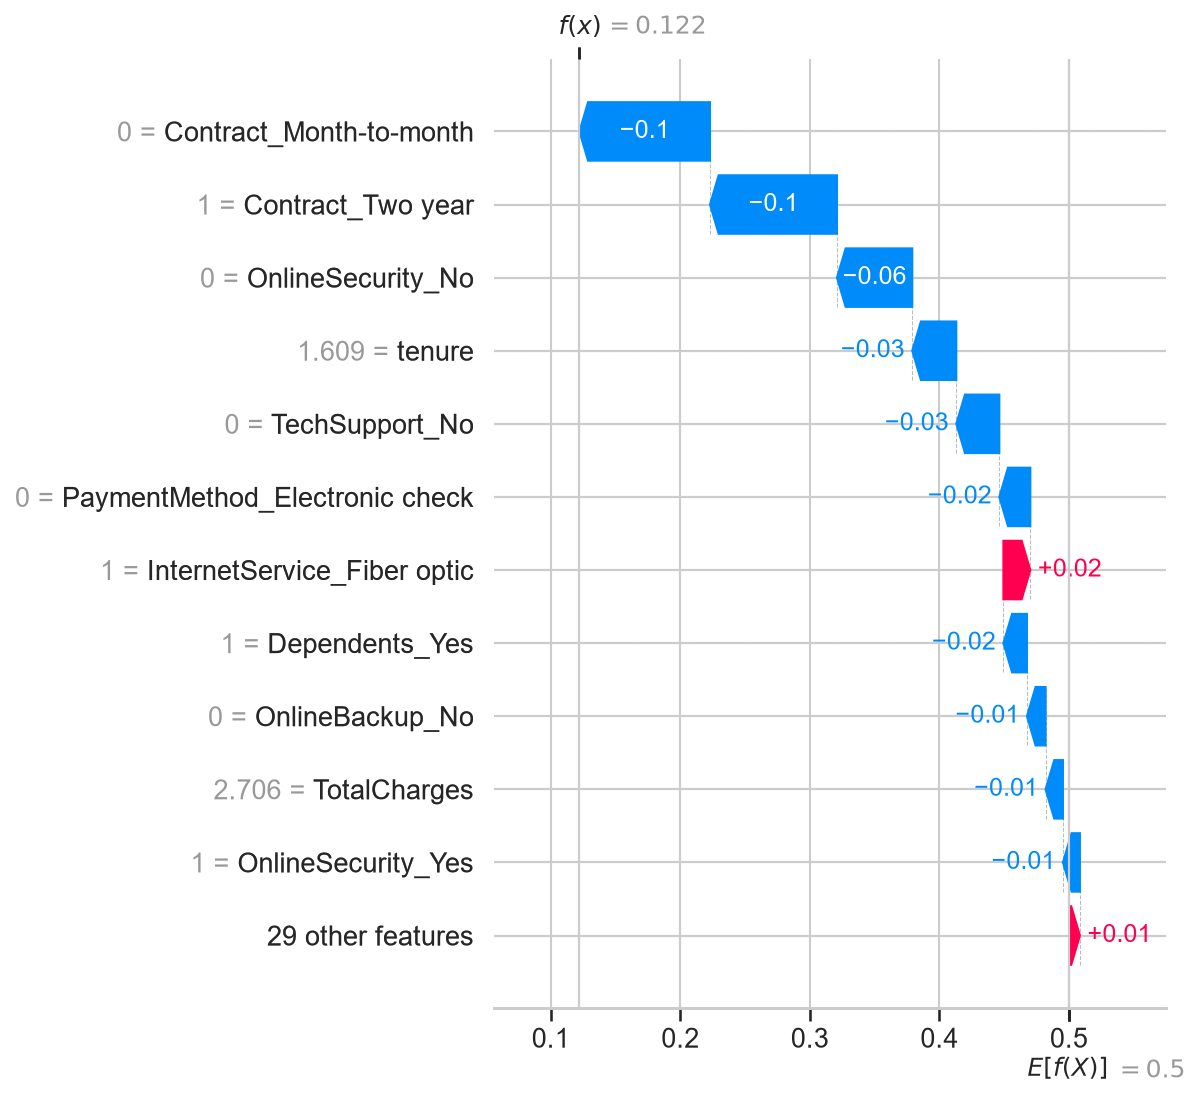 f(x) = 0.122
0 = Contract_Month-to-month −0.1
1 = Contract_Two year −0.1
0 = OnlineSecurity_No −0.06
1.609 = tenure −0.03
0 = TechSupport_No −0.03
0 = PaymentMethod_Electronic check −0.02
1 = InternetService_Fiber optic +0.02
1 = Dependents_Yes −0.02
0 = OnlineBackup_No −0.01
2.706 = TotalCharges −0.01
1 = OnlineSecurity_Yes −0.01
29 other features +0.01
0.1 0.2 0.3 0.4 0.5
E[f(X)] = 0.5